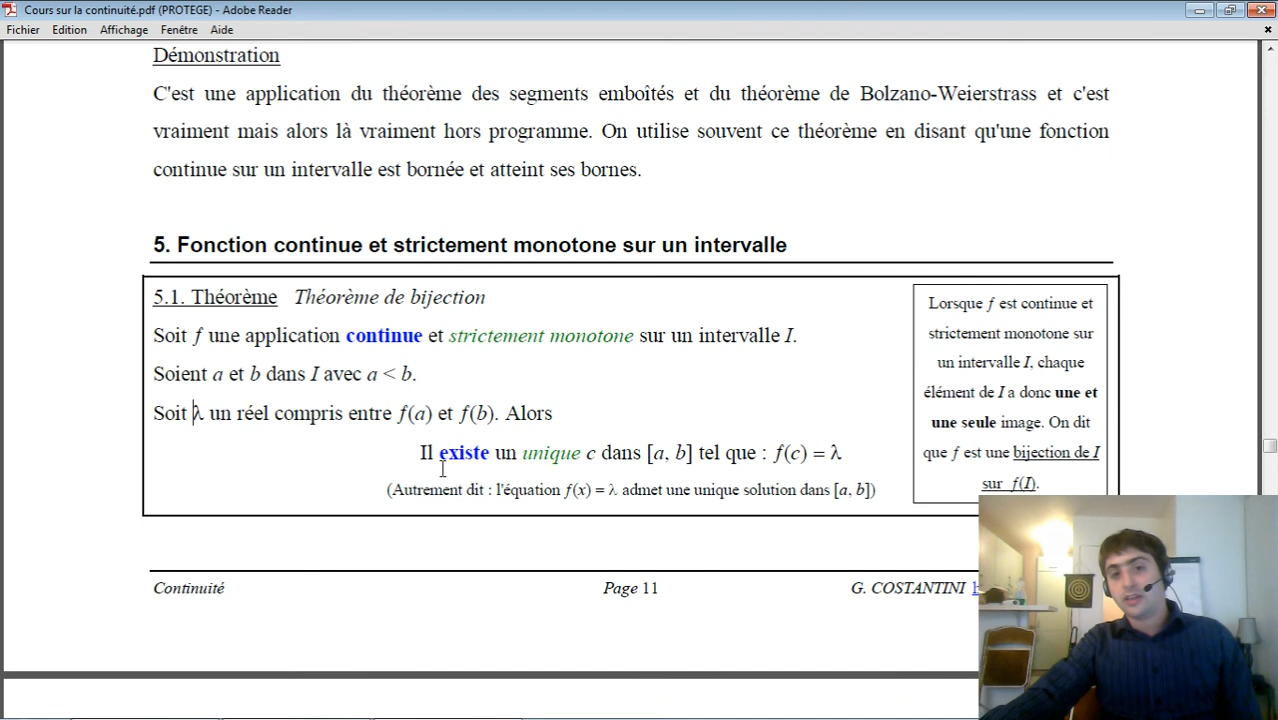 Cours sur la continuité.pdf (PROTEGE) - Adobe Reader
Fichier Edition Affichage Fenêtre Aide
Démonstration
C'est une application du théorème des segments emboîtés et du théorème de Bolzano-Weierstrass et c'est
vraiment mais alors là vraiment hors programme. On utilise souvent ce théorème en disant qu'une fonction
continue sur un intervalle est bornée et atteint ses bornes.
5. Fonction continue et strictement monotone sur un intervalle
5.1. Théorème Théorème de bijection
Soit f une application continue et strictement monotone sur un intervalle I.
Soient a et b dans I avec a < b.
Soit λ un réel compris entre f(a) et f(b). Alors
Il existe un unique c dans [a, b] tel que : f(c) = λ
(Autrement dit : l'équation f(x) = λ admet une unique solution dans [a, b])
Lorsque f est continue et
strictement monotone sur
un intervalle I, chaque
élément de I a donc une et
une seule image. On dit
que f est une bijection de I
sur f(I).
Continuité Page 11 G. COSTANTINI